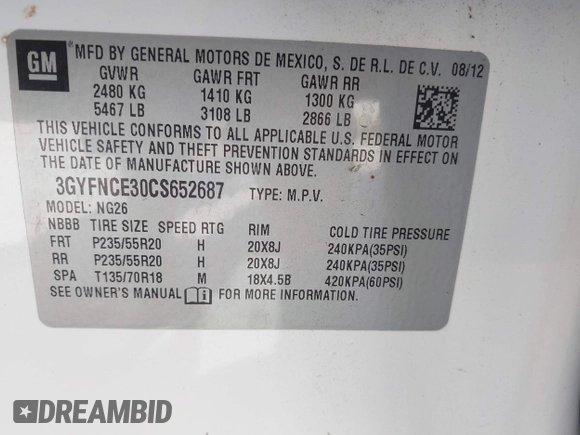 GM
MFD BY GENERAL MOTORS DE MEXICO, S. DE R.L. DE C.V. 08/12
GVWR GAWR FRT GAWR RR
2480 KG 1410 KG 1300 KG
5467 LB 3108 LB 2866 LB
THIS VEHICLE CONFORMS TO ALL APPLICABLE U.S. FEDERAL MOTOR
VEHICLE SAFETY AND THEFT PREVENTION STANDARDS IN EFFECT ON
THE DATE OF MANUFACTURE SHOWN ABOVE.
3GYFNCE30CS652687 TYPE: M.P.V.
MODEL: NG26
NBBB TIRE SIZE SPEED RTG RIM COLD TIRE PRESSURE
FRT P235/55R20 H 20X8J 240KPA(35PSI)
RR P235/55R20 H 20X8J 240KPA(35PSI)
SPA T135/70R18 M 18X4.5B 420KPA(60PSI)
SEE OWNER'S MANUAL FOR MORE INFORMATION.
DREAMBID